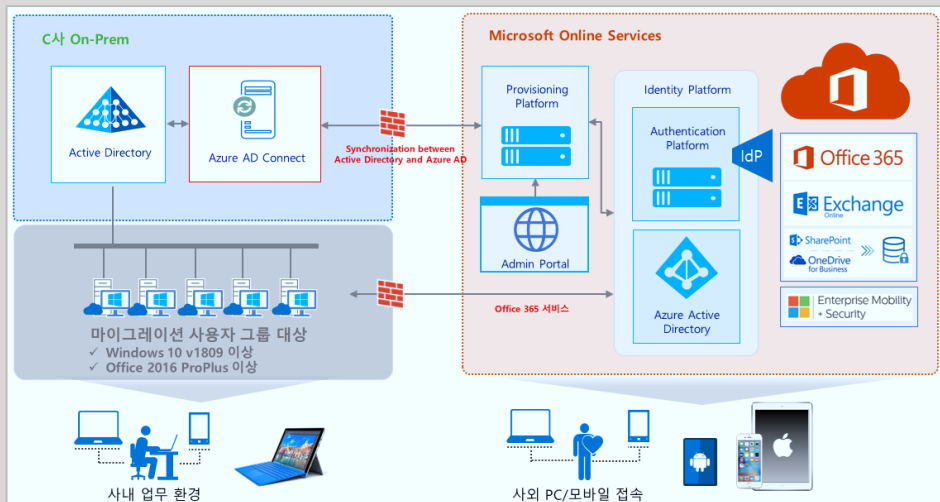 C사 On-Prem
Microsoft Online Services
Active Directory
Azure AD Connect
Synchronization between
Active Directory and Azure AD
Provisioning
Platform
Admin Portal
Identity Platform
Authentication
Platform
IdP
Azure Active
Directory
Office 365
Exchange
Online
SharePoint
OneDrive
for Business
Enterprise Mobility
+ Security
Office 365 서비스
마이그레이션 사용자 그룹 대상
✓ Windows 10 v1809 이상
✓ Office 2016 ProPlus 이상
사내 업무 환경
사외 PC/모바일 접속